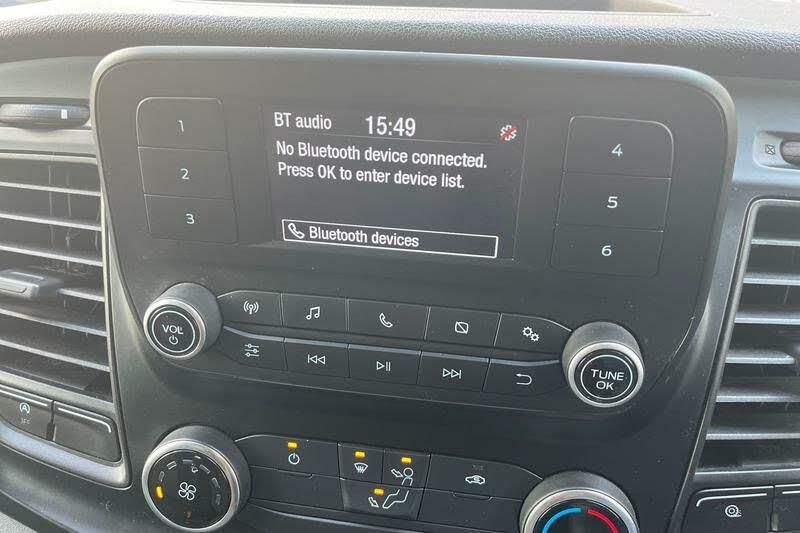 BT audio 15:49
No Bluetooth device connected.
Press OK to enter device list.
Bluetooth devices
1
2
3
4
5
6
VOL
TUNE
OK
OFF